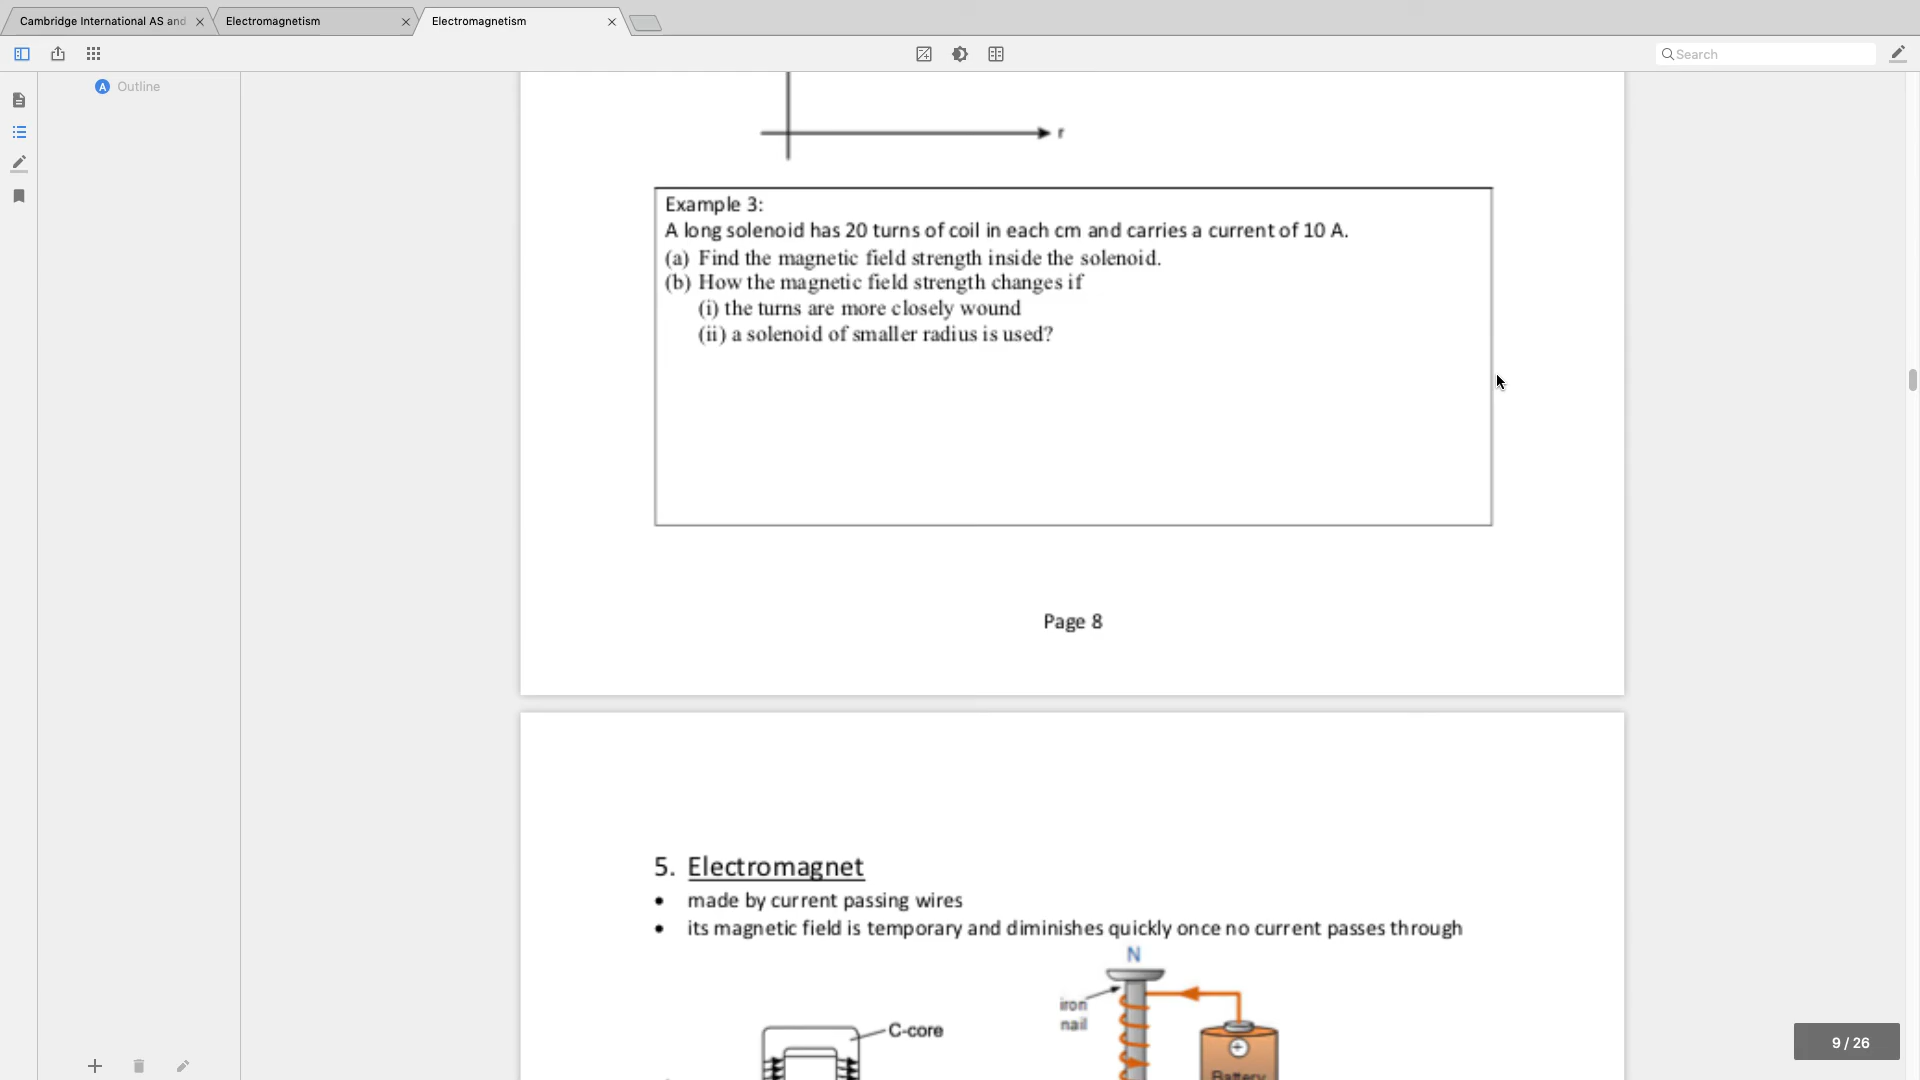 Cambridge International AS and
Electromagnetism
Electromagnetism
Search
A Outline
r
Example 3:
A long solenoid has 20 turns of coil in each cm and carries a current of 10 A.
(a) Find the magnetic field strength inside the solenoid.
(b) How the magnetic field strength changes if
(i) the turns are more closely wound
(ii) a solenoid of smaller radius is used?
Page 8
5. Electromagnet
• made by current passing wires
• its magnetic field is temporary and diminishes quickly once no current passes through
N
iron
nail
C-core
+
Battery
9 / 26